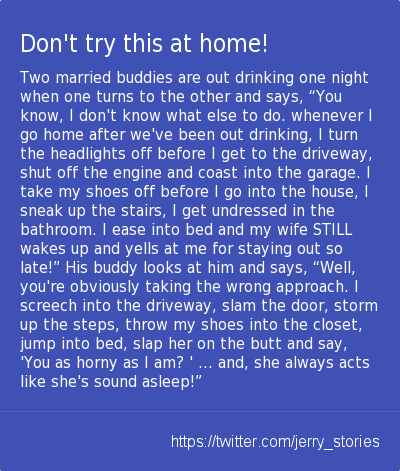 Don't try this at home!
Two married buddies are out drinking one night
when one turns to the other and says, “You
know, I don't know what else to do. whenever I
go home after we've been out drinking, I turn
the headlights off before I get to the driveway,
shut off the engine and coast into the garage. I
take my shoes off before I go into the house, I
sneak up the stairs, I get undressed in the
bathroom. I ease into bed and my wife STILL
wakes up and yells at me for staying out so
late!” His buddy looks at him and says, “Well,
you're obviously taking the wrong approach. I
screech into the driveway, slam the door, storm
up the steps, throw my shoes into the closet,
jump into bed, slap her on the butt and say,
'You as horny as I am? ' ... and, she always acts
like she's sound asleep!”
https://twitter.com/jerry_stories